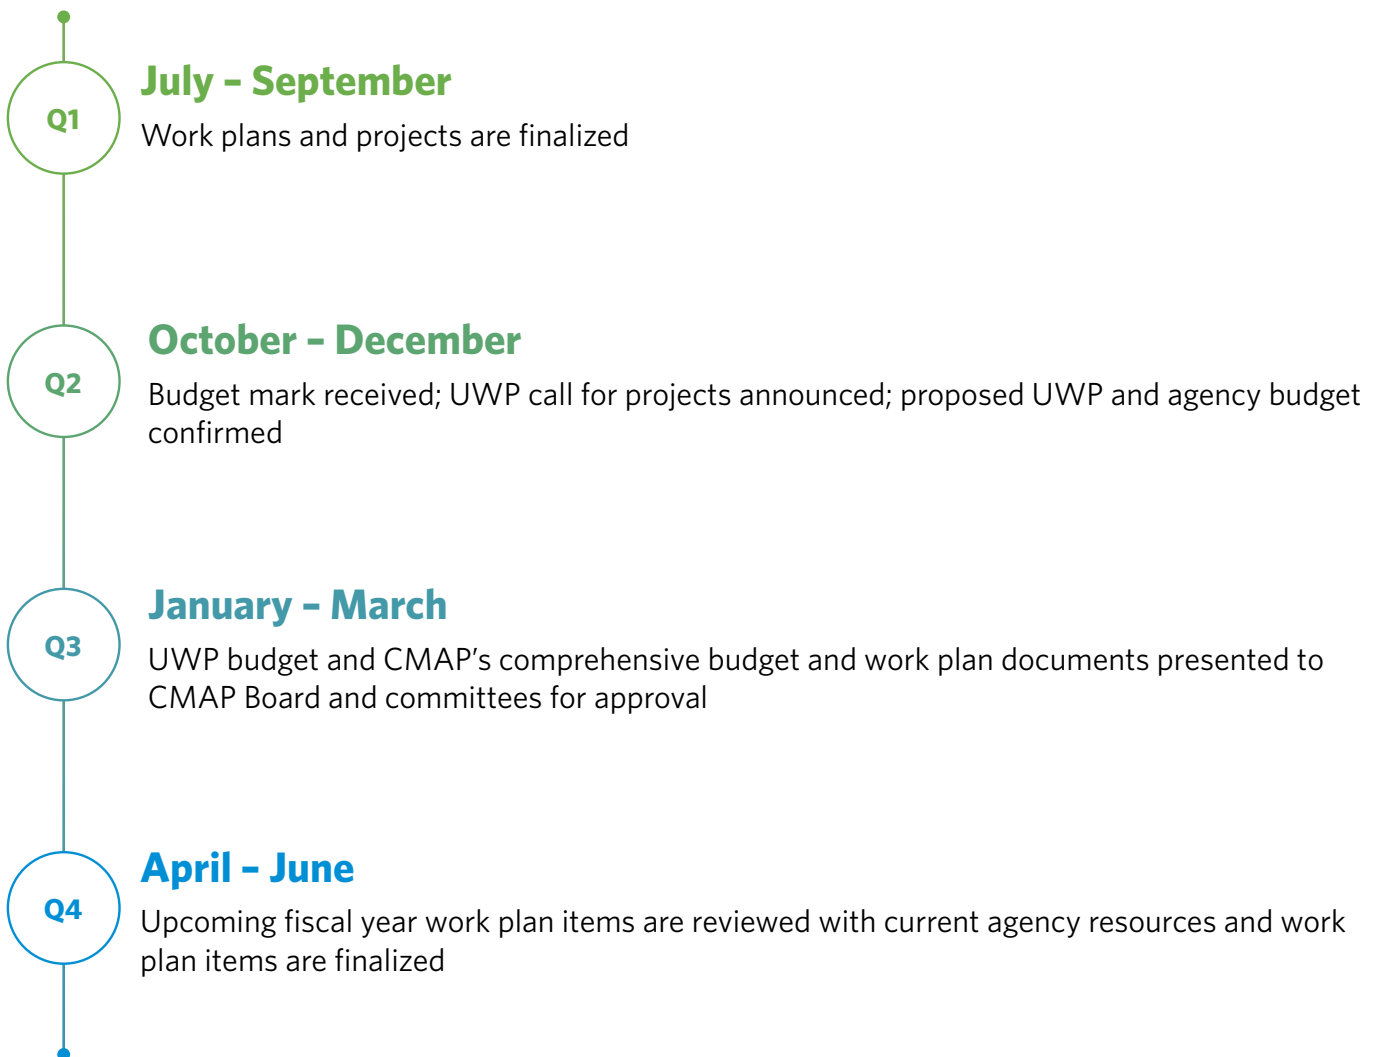 Q1
July – September
Work plans and projects are finalized
Q2
October – December
Budget mark received; UWP call for projects announced; proposed UWP and agency budget
confirmed
Q3
January – March
UWP budget and CMAP’s comprehensive budget and work plan documents presented to
CMAP Board and committees for approval
Q4
April – June
Upcoming fiscal year work plan items are reviewed with current agency resources and work
plan items are finalized